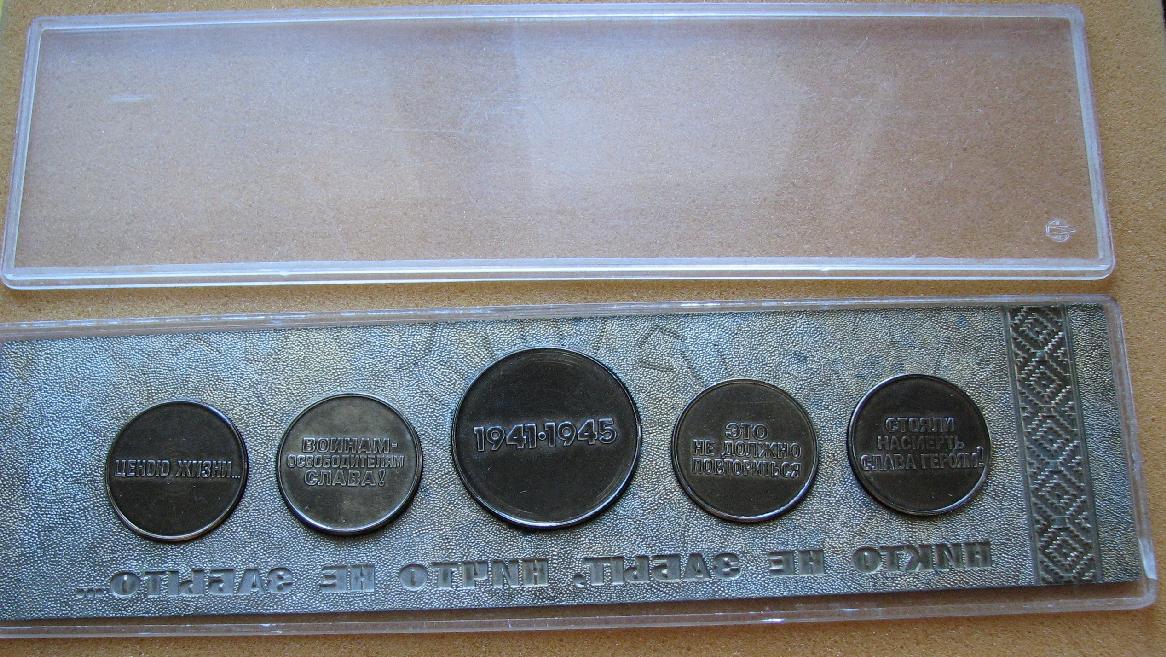 ЦЕНОЮ ЖИЗНИ...
ВОИНАМ-
ОСВОБОДИТЕЛЯМ
СЛАВА!
1941·1945
ЭТО
НЕ ДОЛЖНО
ПОВТОРИТЬСЯ
СТОЯЛИ
НАСМЕРТЬ
СЛАВА ГЕРОЯМ!
НИКТО НЕ ЗАБЫТ, НИЧТО НЕ ЗАБЫТО...